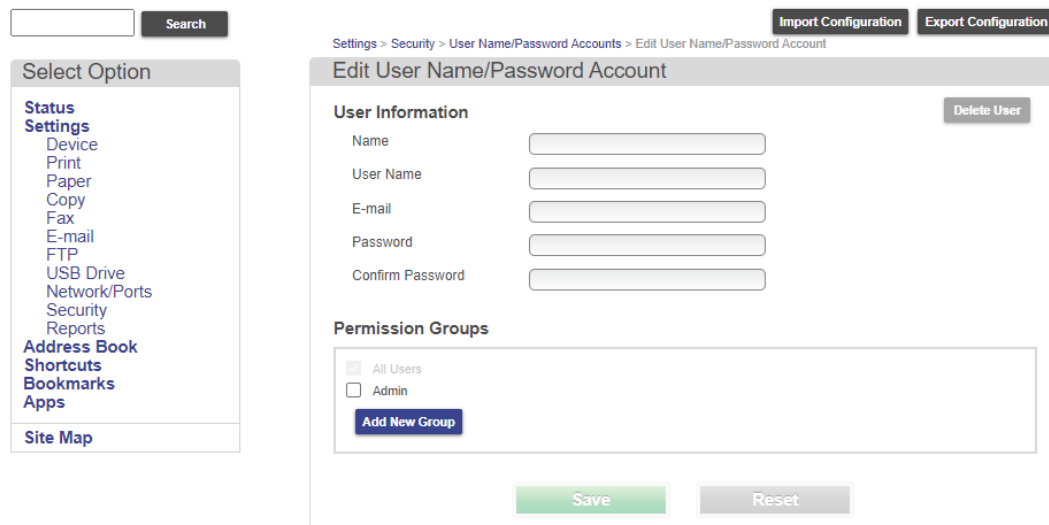 Search
Import Configuration
Export Configuration
Settings > Security > User Name/Password Accounts > Edit User Name/Password Account
Select Option
Status
Settings
Device
Print
Paper
Copy
Fax
E-mail
FTP
USB Drive
Network/Ports
Security
Reports
Address Book
Shortcuts
Bookmarks
Apps
Site Map
Edit User Name/Password Account
User Information
Delete User
Name
User Name
E-mail
Password
Confirm Password
Permission Groups
All Users
Admin
Add New Group
Save
Reset